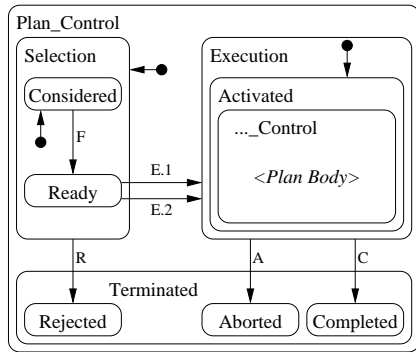 Plan_Control
Selection
Execution
Considered
Activated
..._Control
F
<Plan Body>
Ready
E.1
E.2
R
A
C
Terminated
Rejected
Aborted
Completed